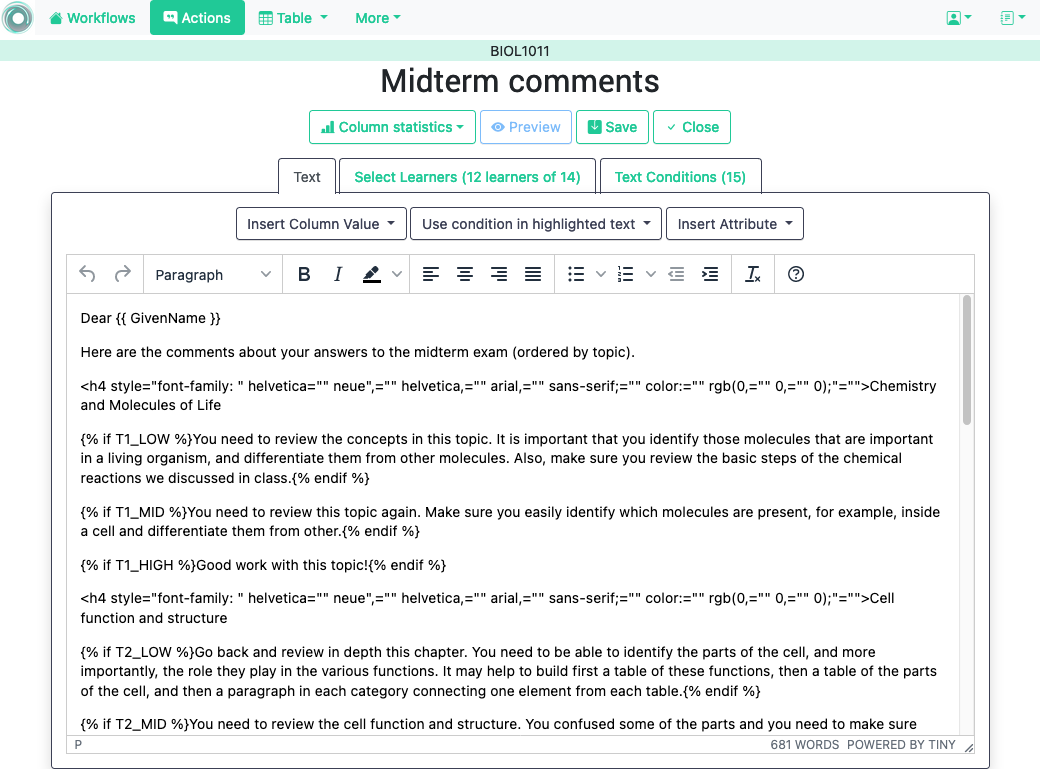 Workflows Actions Table More
BIOL1011
Midterm comments
Column statistics Preview Save Close
Text Select Learners (12 learners of 14) Text Conditions (15)
Insert Column Value Use condition in highlighted text Insert Attribute
Paragraph B I
Dear {{ GivenName }}
Here are the comments about your answers to the midterm exam (ordered by topic).
<h4 style="font-family: " helvetica="" neue",="" helvetica,="" arial,="" sans-serif;="" color:="" rgb(0,="" 0,="" 0);"="">Chemistry
and Molecules of Life
{% if T1_LOW %}You need to review the concepts in this topic. It is important that you identify those molecules that are important
in a living organism, and differentiate them from other molecules. Also, make sure you review the basic steps of the chemical
reactions we discussed in class.{% endif %}
{% if T1_MID %}You need to review this topic again. Make sure you easily identify which molecules are present, for example, inside
a cell and differentiate them from other.{% endif %}
{% if T1_HIGH %}Good work with this topic!{% endif %}
<h4 style="font-family: " helvetica="" neue",="" helvetica,="" arial,="" sans-serif;="" color:="" rgb(0,="" 0,="" 0);"="">Cell
function and structure
{% if T2_LOW %}Go back and review in depth this chapter. You need to be able to identify the parts of the cell, and more
importantly, the role they play in the various functions. It may help to build first a table of these functions, then a table of the parts
of the cell, and then a paragraph in each category connecting one element from each table.{% endif %}
{% if T2_MID %}You need to review the cell function and structure. You confused some of the parts and you need to make sure
P 681 WORDS POWERED BY TINY